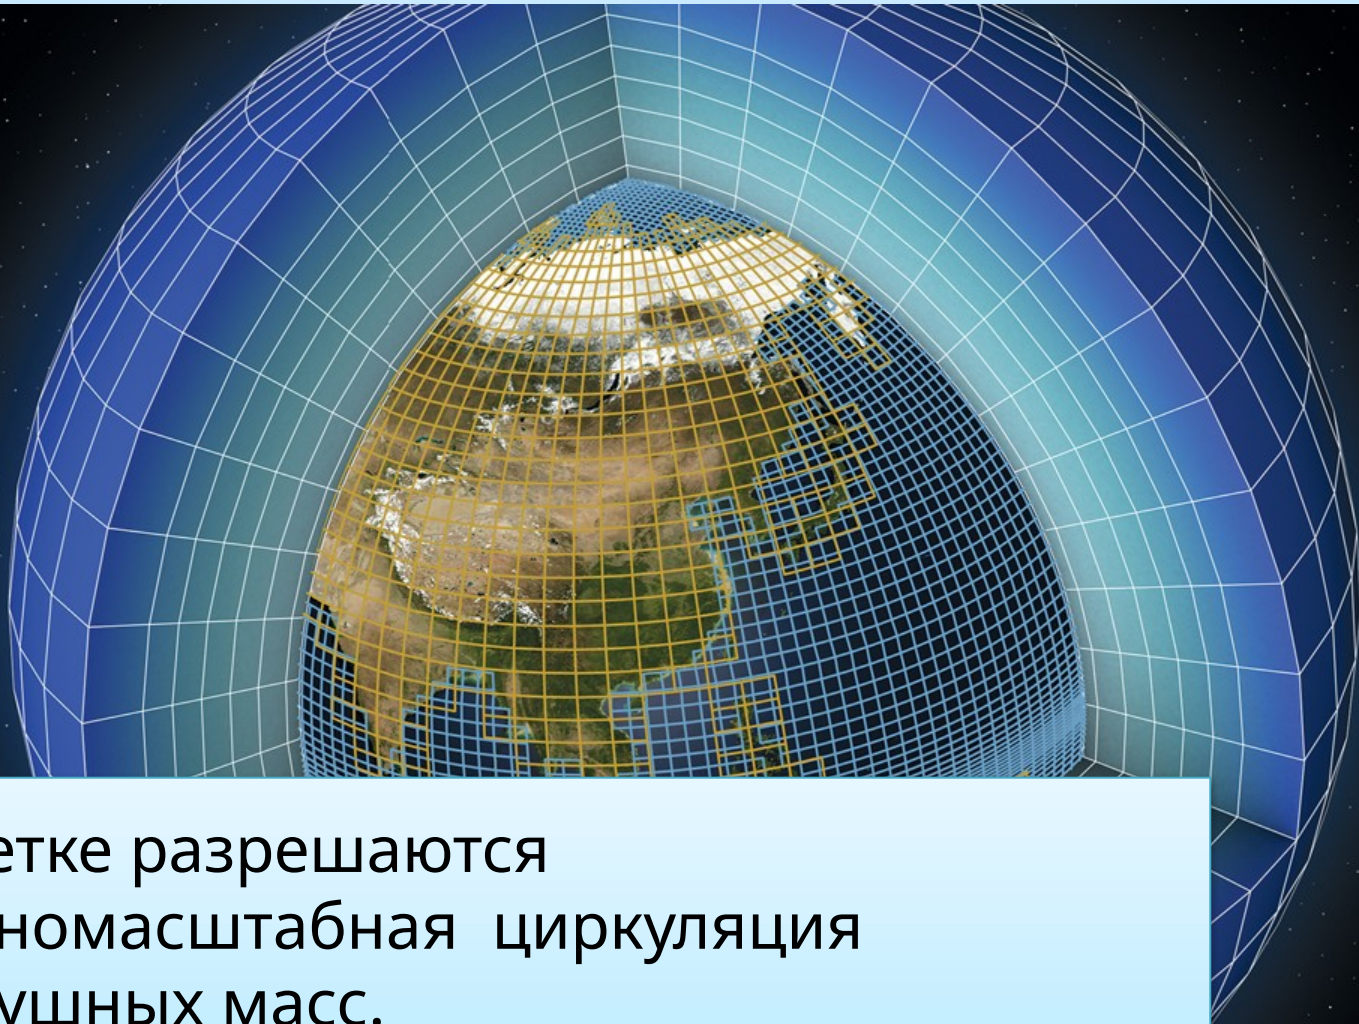 етке разрешаются
номасштабная циркуляция
ушных масс.